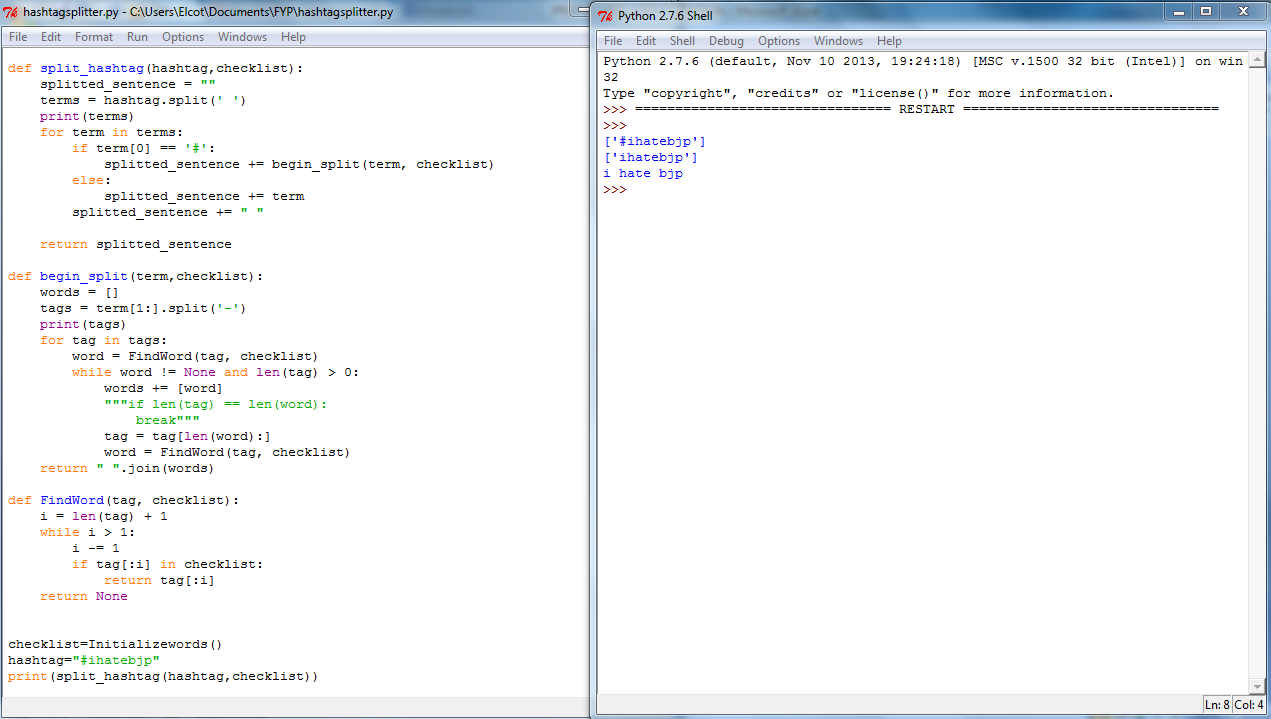 hashtagsplitter.py - C:\Users\Elcot\Documents\FYP\hashtagsplitter.py
File Edit Format Run Options Windows Help
def split_hashtag(hashtag,checklist):
    splitted_sentence = ""
    terms = hashtag.split(' ')
    print(terms)
    for term in terms:
        if term[0] == '#':
            splitted_sentence += begin_split(term, checklist)
        else:
            splitted_sentence += term
        splitted_sentence += " "
    return splitted_sentence
def begin_split(term,checklist):
    words = []
    tags = term[1:].split('-')
    print(tags)
    for tag in tags:
        word = FindWord(tag, checklist)
        while word != None and len(tag) > 0:
            words += [word]
            """if len(tag) == len(word):
                break"""
            tag = tag[len(word):]
            word = FindWord(tag, checklist)
    return " ".join(words)
def FindWord(tag, checklist):
    i = len(tag) + 1
    while i > 1:
        i -= 1
        if tag[:i] in checklist:
            return tag[:i]
    return None
checklist=Initializewords()
hashtag="#ihatebjp"
print(split_hashtag(hashtag,checklist))
Python 2.7.6 Shell
File Edit Shell Debug Options Windows Help
Python 2.7.6 (default, Nov 10 2013, 19:24:18) [MSC v.1500 32 bit (Intel)] on win
32
Type "copyright", "credits" or "license()" for more information.
>>> ================================ RESTART ================================
>>>
['#ihatebjp']
['ihatebjp']
i hate bjp
>>>
Ln: 8 Col: 4